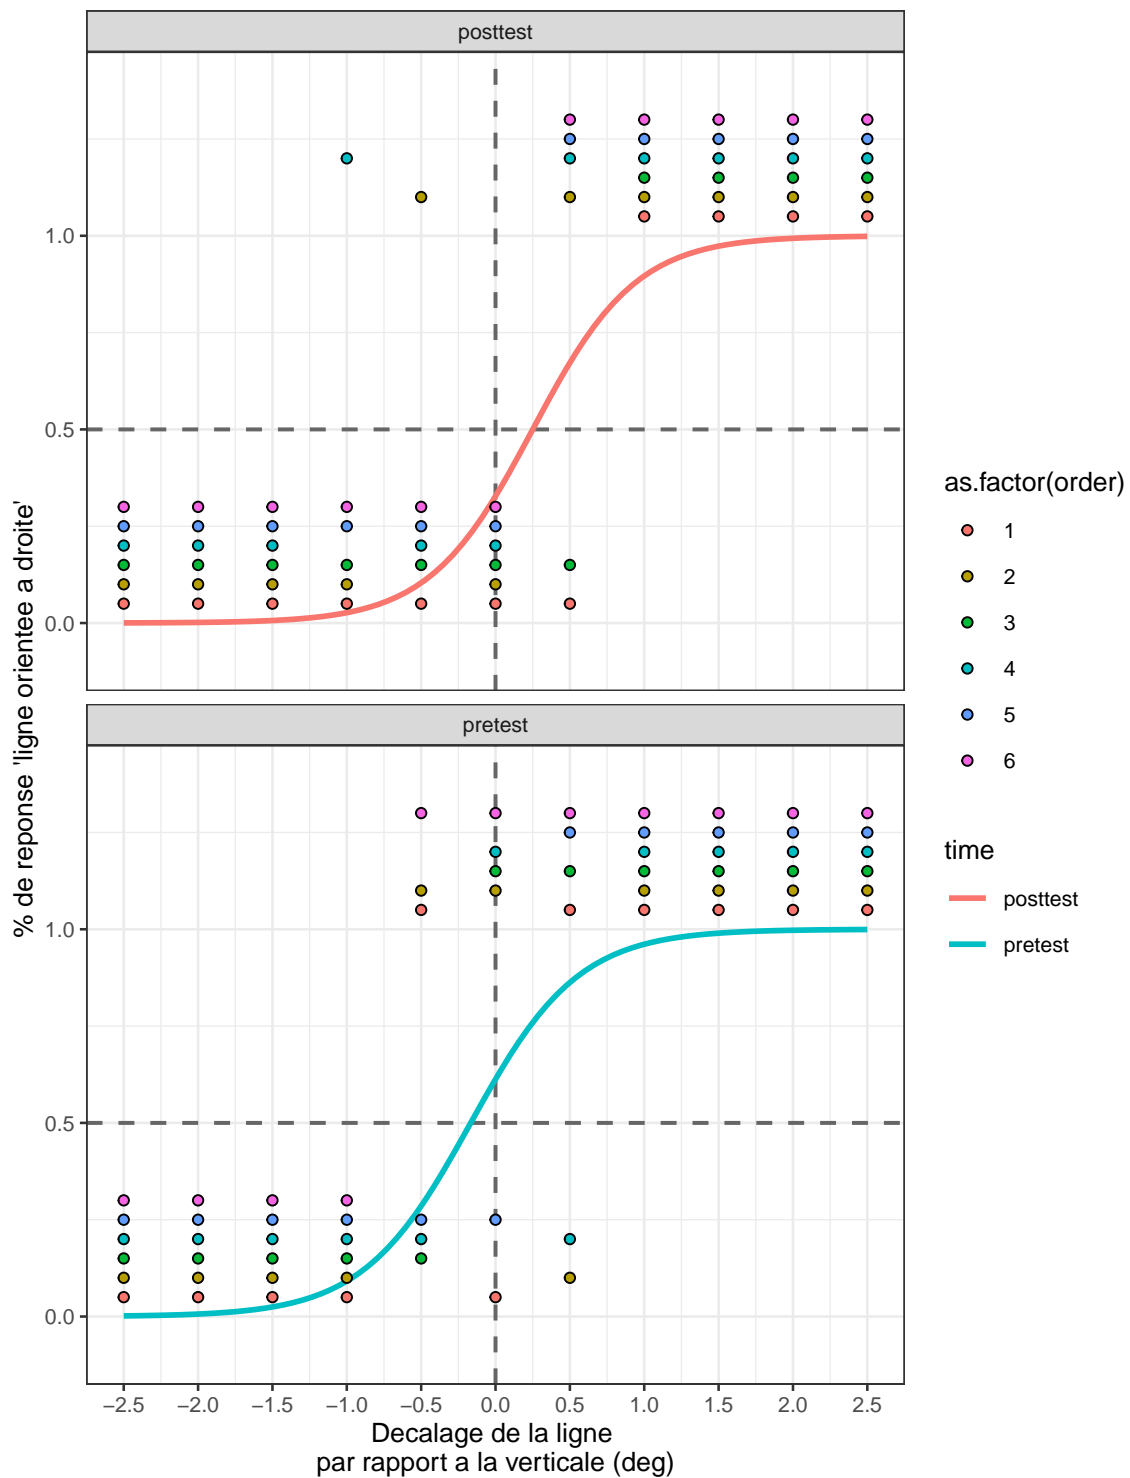 posttest
1.0
0.5
0.0
% de reponse 'ligne orientee a droite'
pretest
1.0
0.5
0.0
−2.5 −2.0 −1.5 −1.0 −0.5 0.0 0.5 1.0 1.5 2.0 2.5
Decalage de la ligne
par rapport a la verticale (deg)
as.factor(order)
1
2
3
4
5
6
time
posttest
pretest